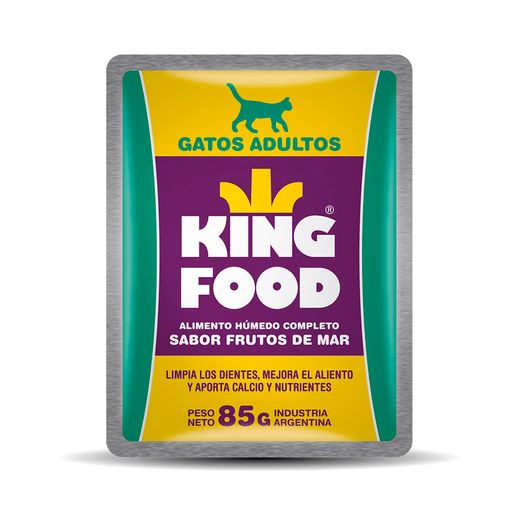 GATOS ADULTOS
KING®
FOOD
ALIMENTO HÚMEDO COMPLETO
SABOR FRUTOS DE MAR
LIMPIA LOS DIENTES, MEJORA EL ALIENTO
Y APORTA CALCIO Y NUTRIENTES
PESO NETO 85G INDUSTRIA ARGENTINA